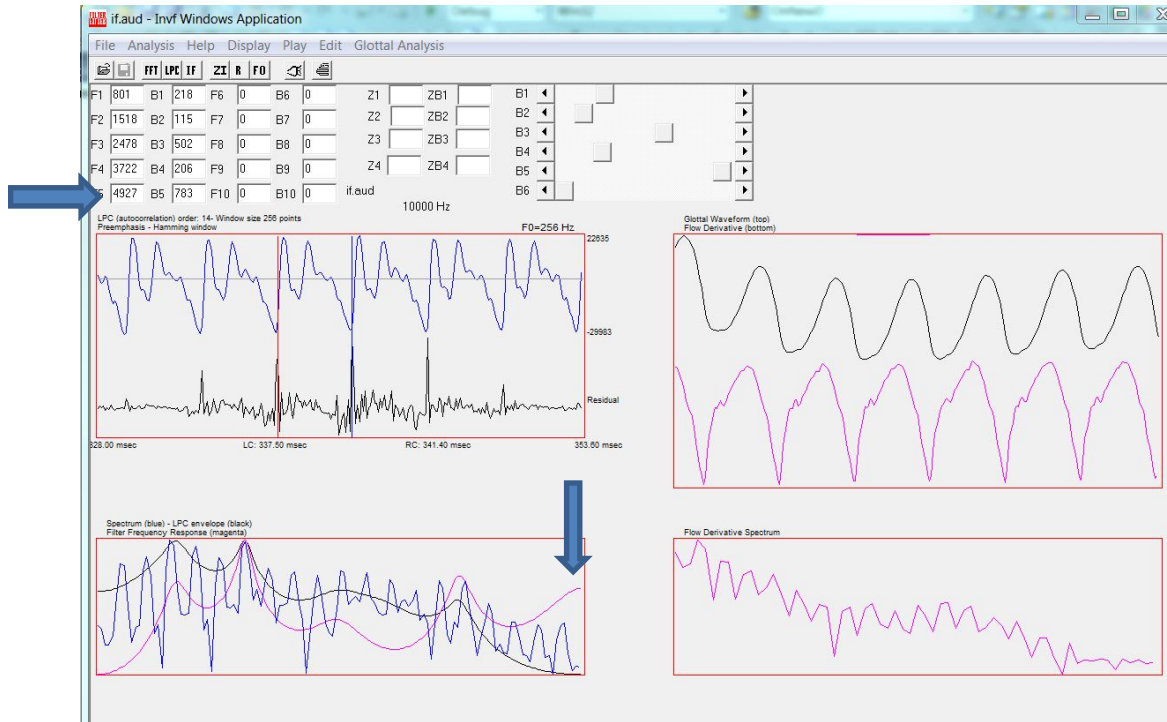 if.aud - Invf Windows Application
File Analysis Help Display Play Edit Glottal Analysis
FFT LPC IF ZI R F0
F1 801 B1 218 F6 0 B6 0 Z1 ZB1 B1
F2 1518 B2 115 F7 0 B7 0 Z2 ZB2 B2
F3 2478 B3 502 F8 0 B8 0 Z3 ZB3 B3
F4 3722 B4 206 F9 0 B9 0 Z4 ZB4 B4
5 4927 B5 783 F10 0 B10 0 if.aud B5
B6
10000 Hz
LPC (autocorrelation) order: 14- Window size 256 points
Preemphasis - Hamming window F0=256 Hz
22635
-29983
Residual
328.00 msec LC: 337.50 msec RC: 341.40 msec 353.60 msec
Glottal Waveform (top)
Flow Derivative (bottom)
Spectrum (blue) - LPC envelope (black)
Filter Frequency Response (magenta)
Flow Derivative Spectrum